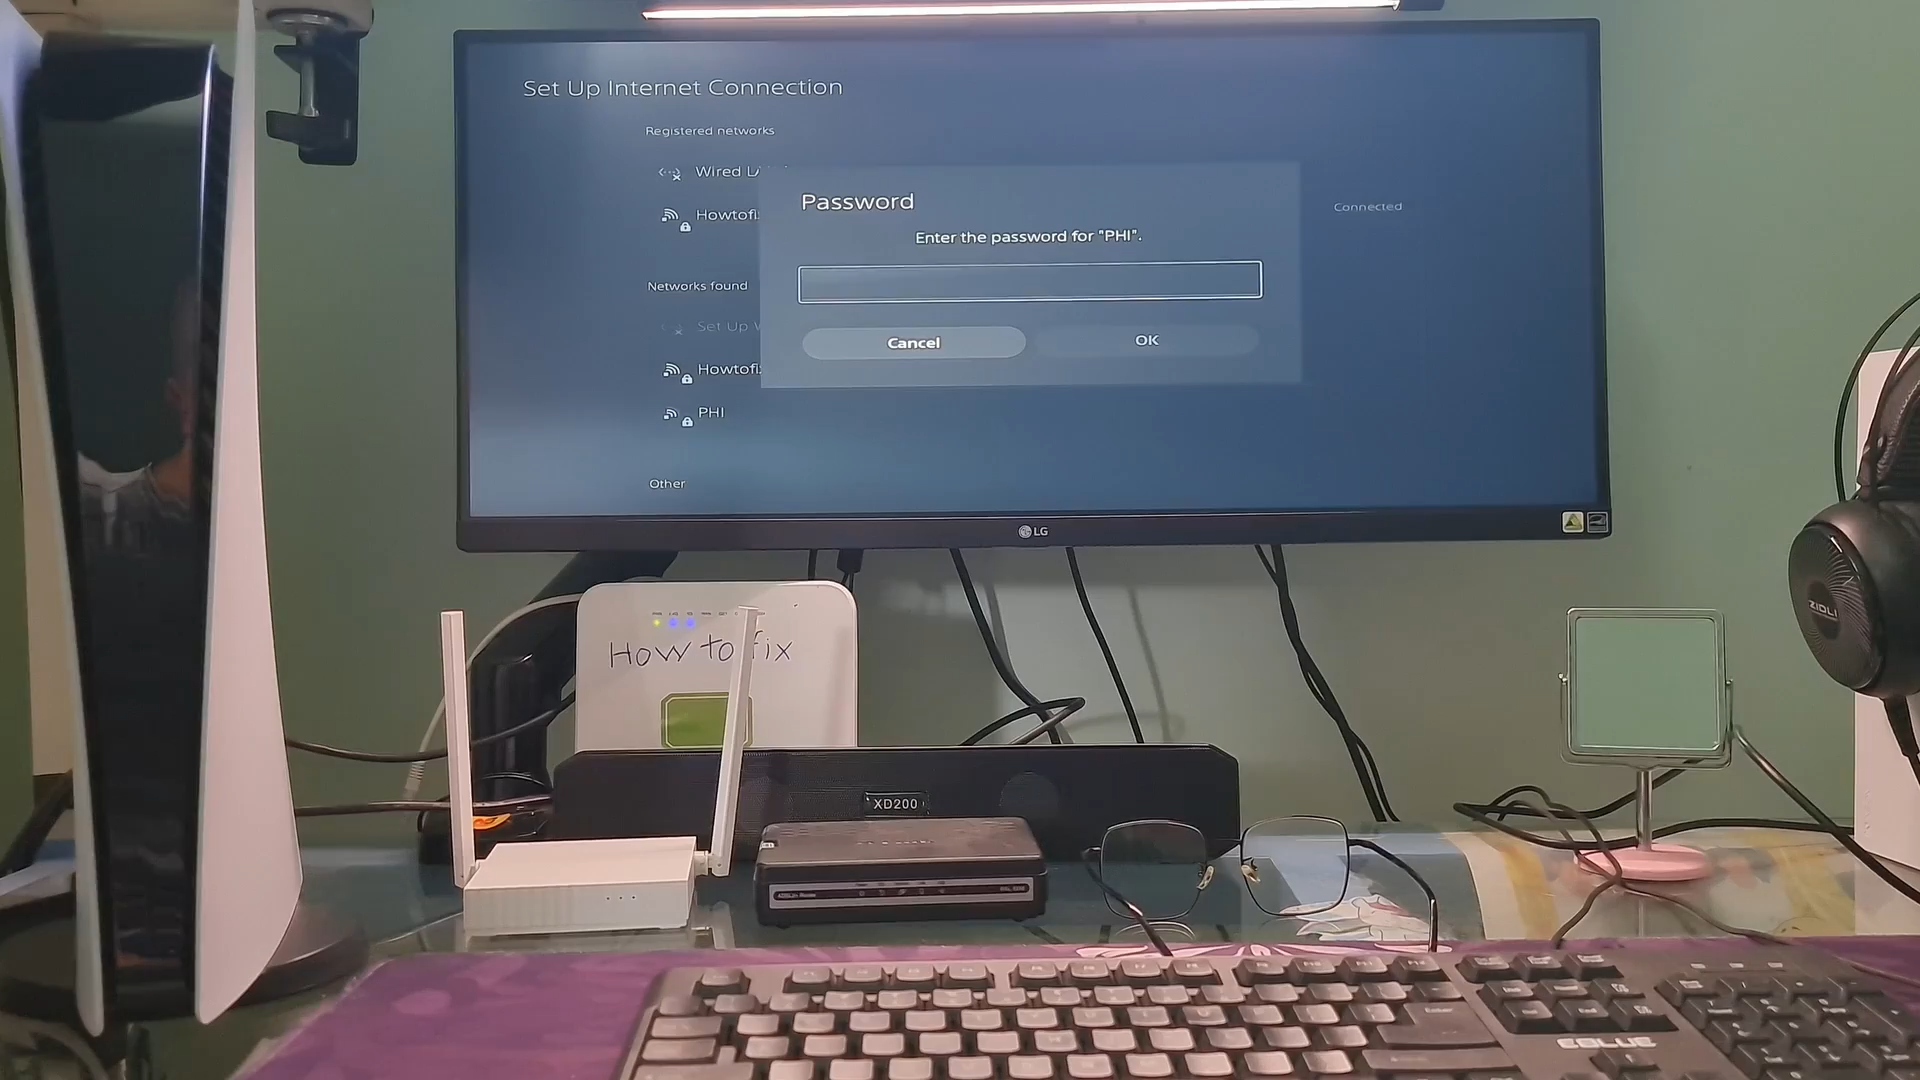 Set Up Internet Connection
Registered networks
Wired LA
Howtofi
Password
Enter the password for "PHI".
Connected
Networks found
Set Up
Cancel
OK
Howtofi
PHI
Other
LG
How to fix
ZIDLI
XD200